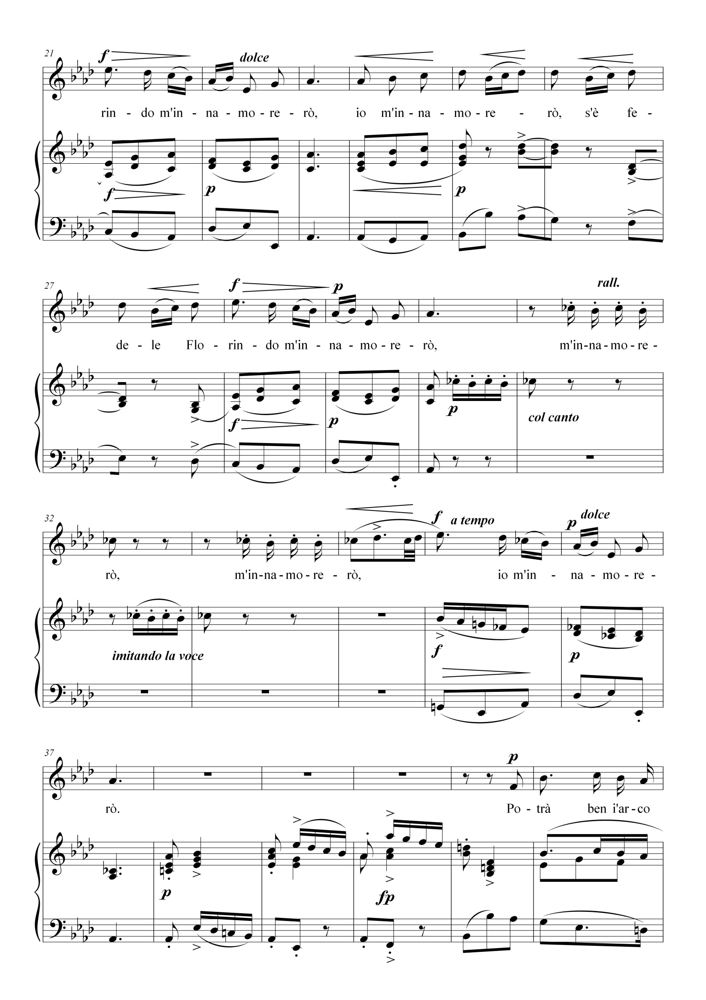 21
f dolce
rin - do m'in - na - mo - re - rò, io m'in - na - mo - re - rò, s'è fe -
f p p
27
f p rall.
de - le Flo - rin - do m'in - na - mo - re - rò, m'in - na - mo - re -
f p p col canto
32
f a tempo p dolce
rò, m'in - na - mo - re - rò, io m'in - na - mo - re -
imitando la voce f p
37
p
rò. Po - trà ben i'ar - co
p fp